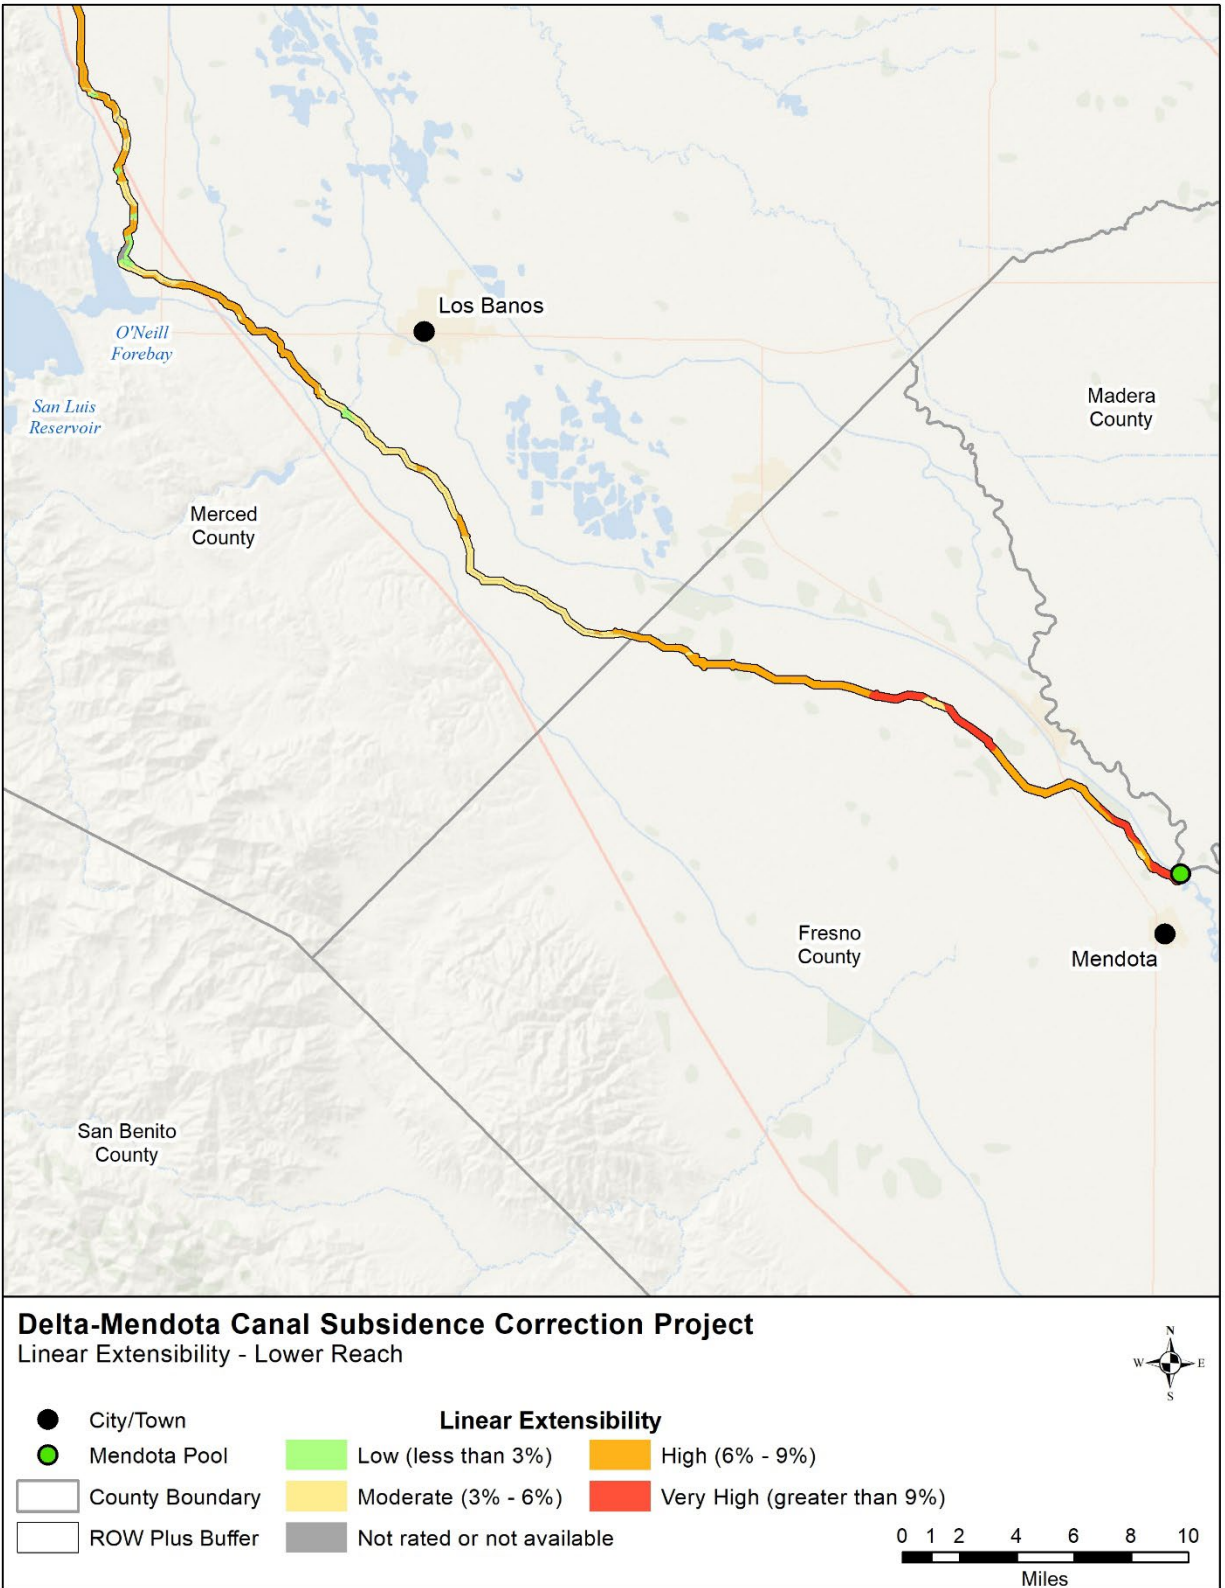 Los Banos
O'Neill
Forebay
San Luis
Reservoir
Madera
County
Merced
County
Fresno
County
Mendota
San Benito
County
Delta-Mendota Canal Subsidence Correction Project
Linear Extensibility - Lower Reach
N
W E
S
City/Town
Mendota Pool
County Boundary
ROW Plus Buffer
Linear Extensibility
Low (less than 3%)
Moderate (3% - 6%)
Not rated or not available
High (6% - 9%)
Very High (greater than 9%)
0 1 2 4 6 8 10
Miles